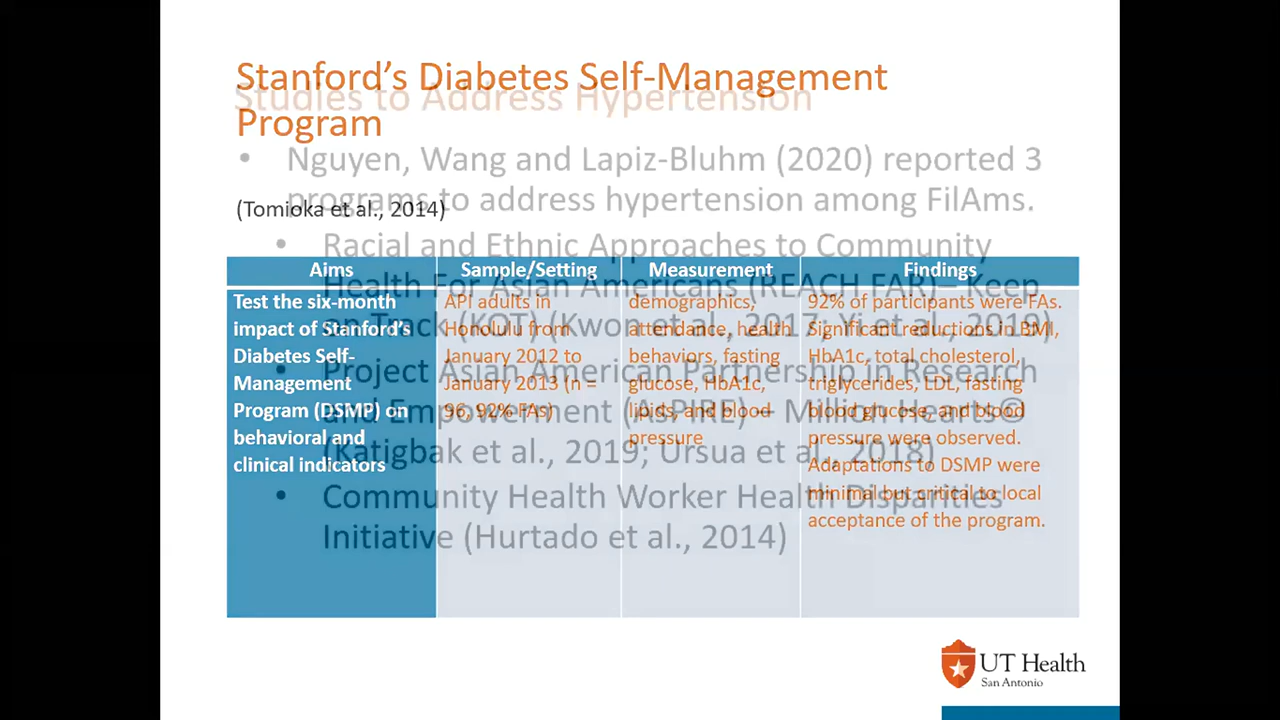 Stanford's Diabetes Self-Management
Program
(Tomioka et al., 2014)
Aims
Test the six-month
impact of Stanford's
Diabetes Self-
Management
Program (DSMP) on
behavioral and
clinical indicators
Sample/Setting
API adults in
Honolulu from
January 2012 to
January 2013 (n =
96, 92% FAs)
Measurement
demographics,
attendance, health
behaviors, fasting
glucose, HbA1c,
lipids, and blood
pressure
Findings
92% of participants were FAs.
Significant reductions in BMI,
HbA1c, total cholesterol,
triglycerides, LDL, fasting
blood glucose, and blood
pressure were observed.
Adaptations to DSMP were
minimal but critical to local
acceptance of the program.
Studies to Address Hypertension
• Nguyen, Wang and Lapiz-Bluhm (2020) reported 3
programs to address hypertension among FilAms.
• Racial and Ethnic Approaches to Community
Health For Asian Americans (REACH FAR)– Keep
on Track (KOT) (Kwon et al., 2017; Yi et al., 2019)
• Project Asian American Partnership in Research
and Empowerment (AsPIRE) – Million Hearts©
(Katigbak et al., 2019; Ursua et al., 2018)
• Community Health Worker Health Disparities
Initiative (Hurtado et al., 2014)
UT Health
San Antonio